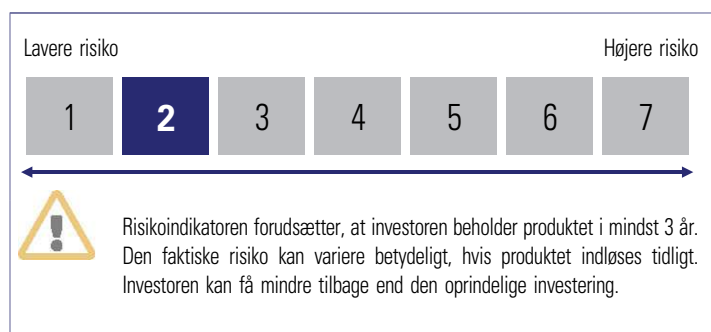 Lavere risiko Højere risiko
1 2 3 4 5 6 7
Risikoindikatoren forudsætter, at investoren beholder produktet i mindst 3 år.
Den faktiske risiko kan variere betydeligt, hvis produktet indløses tidligt.
Investoren kan få mindre tilbage end den oprindelige investering.